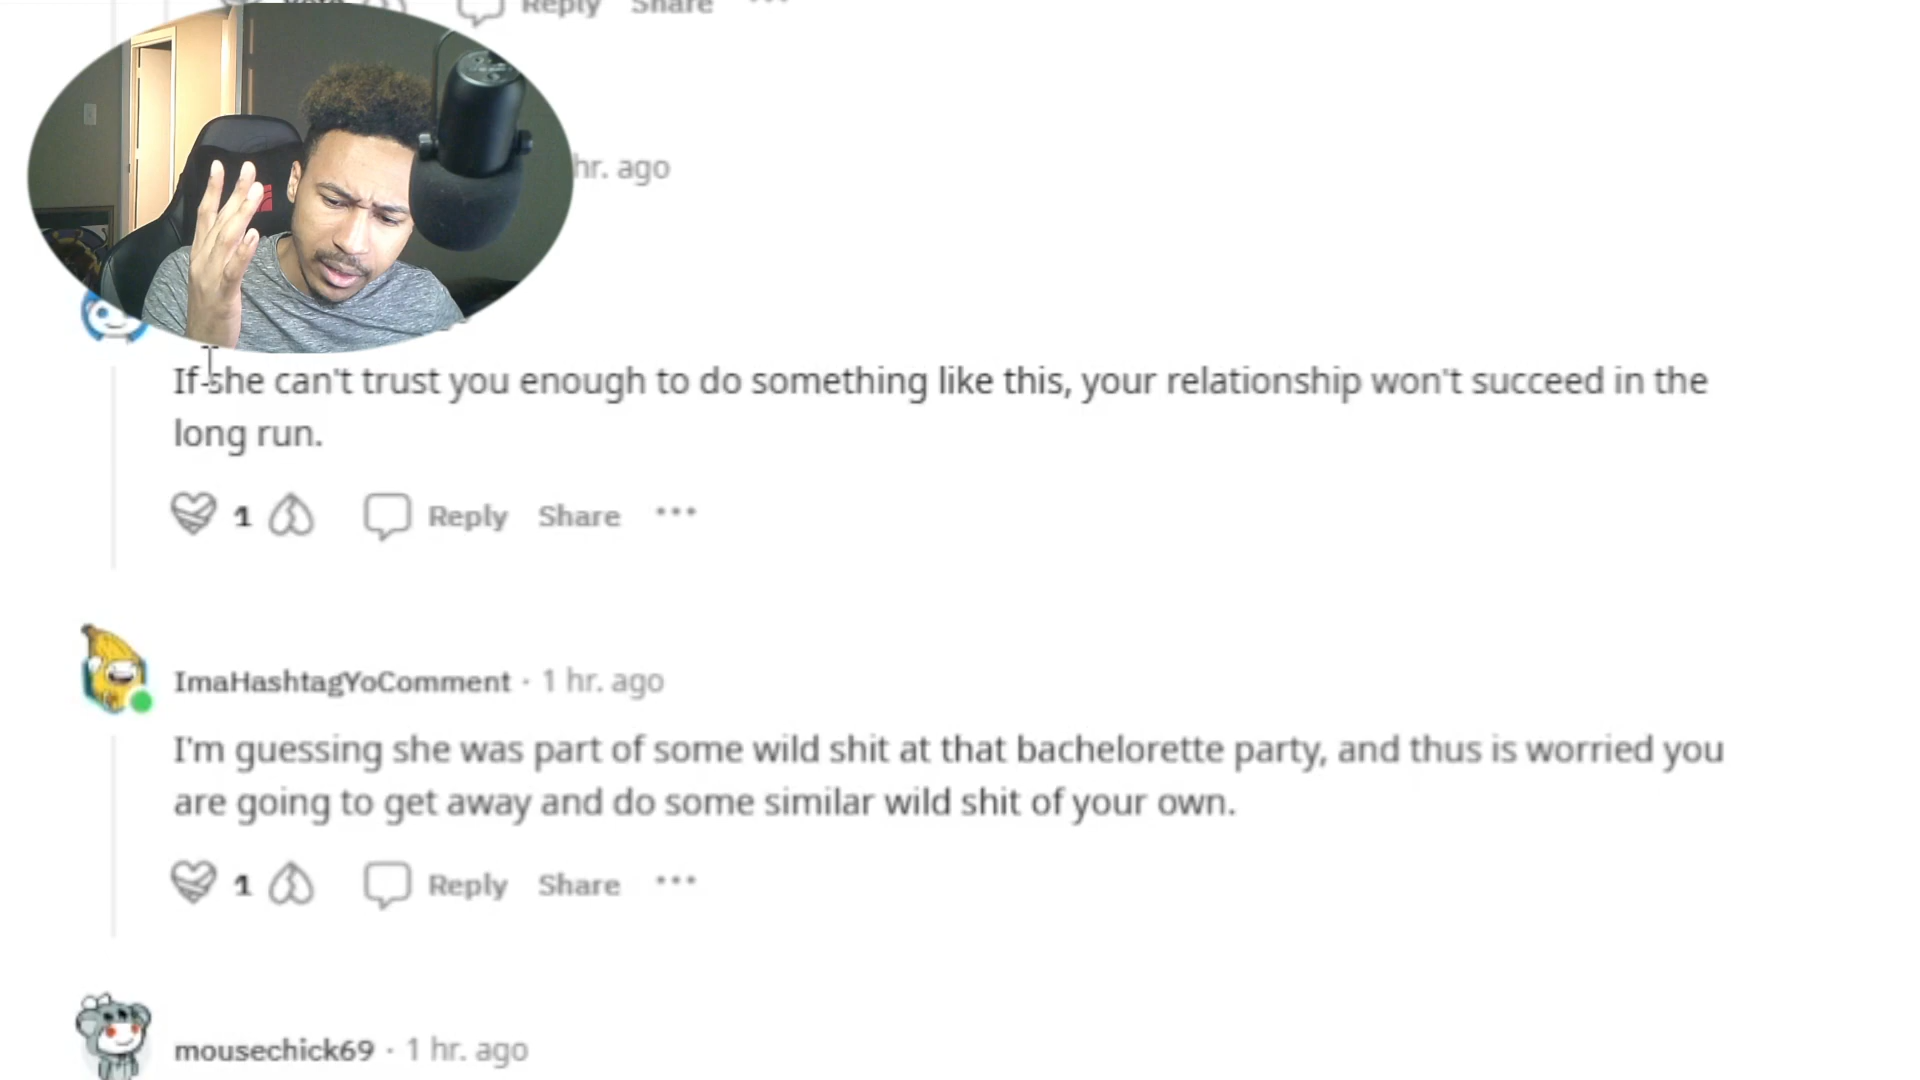 Reply Share
hr. ago
If she can't trust you enough to do something like this, your relationship won't succeed in the
long run.
1 Reply Share ...
ImaHashtagYoComment · 1 hr. ago
I'm guessing she was part of some wild shit at that bachelorette party, and thus is worried you
are going to get away and do some similar wild shit of your own.
1 Reply Share ...
mousechick69 · 1 hr. ago